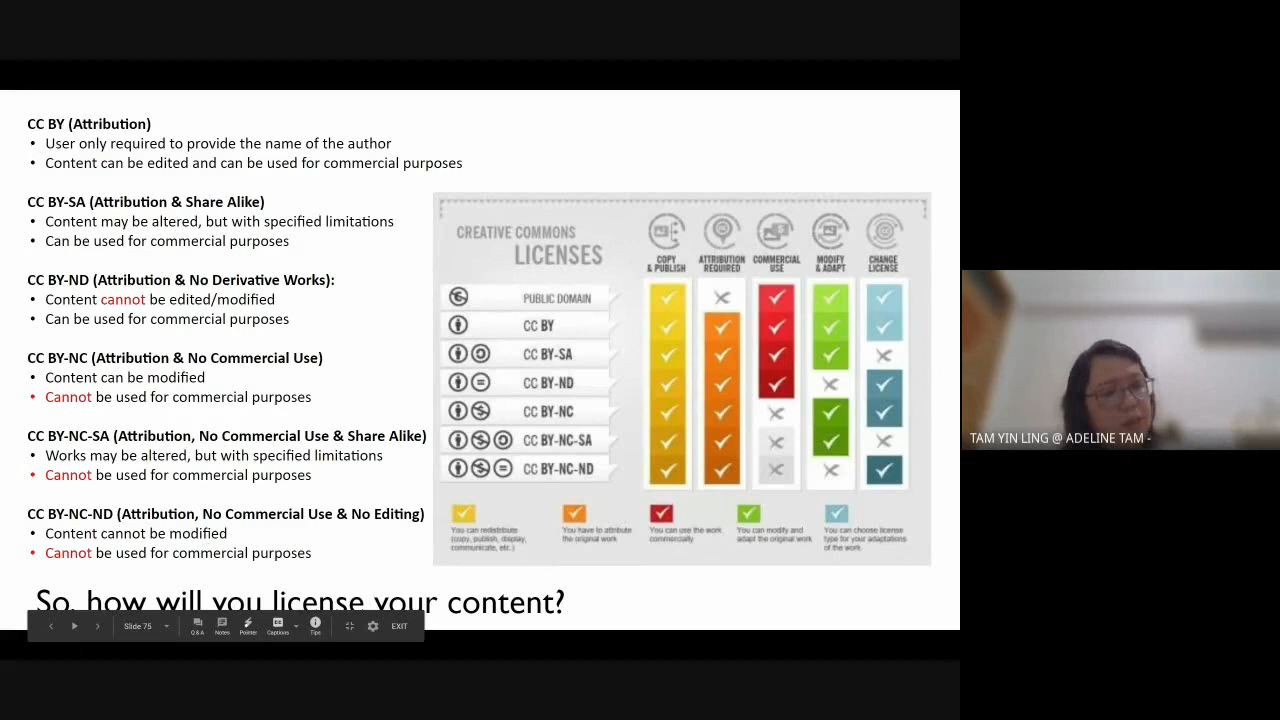 CC BY (Attribution)
• User only required to provide the name of the author
• Content can be edited and can be used for commercial purposes
CC BY-SA (Attribution & Share Alike)
• Content may be altered, but with specified limitations
• Can be used for commercial purposes
CC BY-ND (Attribution & No Derivative Works):
• Content cannot be edited/modified
• Can be used for commercial purposes
CC BY-NC (Attribution & No Commercial Use)
• Content can be modified
• Cannot be used for commercial purposes
CC BY-NC-SA (Attribution, No Commercial Use & Share Alike)
• Works may be altered, but with specified limitations
• Cannot be used for commercial purposes
CC BY-NC-ND (Attribution, No Commercial Use & No Editing)
• Content cannot be modified
• Cannot be used for commercial purposes
CREATIVE COMMONS
LICENSES
COPY
& PUBLISH
ATTRIBUTION
REQUIRED
COMMERCIAL
USE
MODIFY
& ADAPT
CHANGE
LICENSE
PUBLIC DOMAIN
CC BY
CC BY-SA
CC BY-ND
CC BY-NC
CC BY-NC-SA
CC BY-NC-ND
You can redistribute
(copy, publish, display,
communicate, etc.)
You have to attribute
the original work
You can use the work
commercially
You can modify and
adapt the original work
You can choose license
type for your adaptations
of the work.
So, how will you license your content?
Slide 75
Q & A
Notes
Pointer
Captions
Tips
EXIT
TAM YIN LING @ ADELINE TAM -